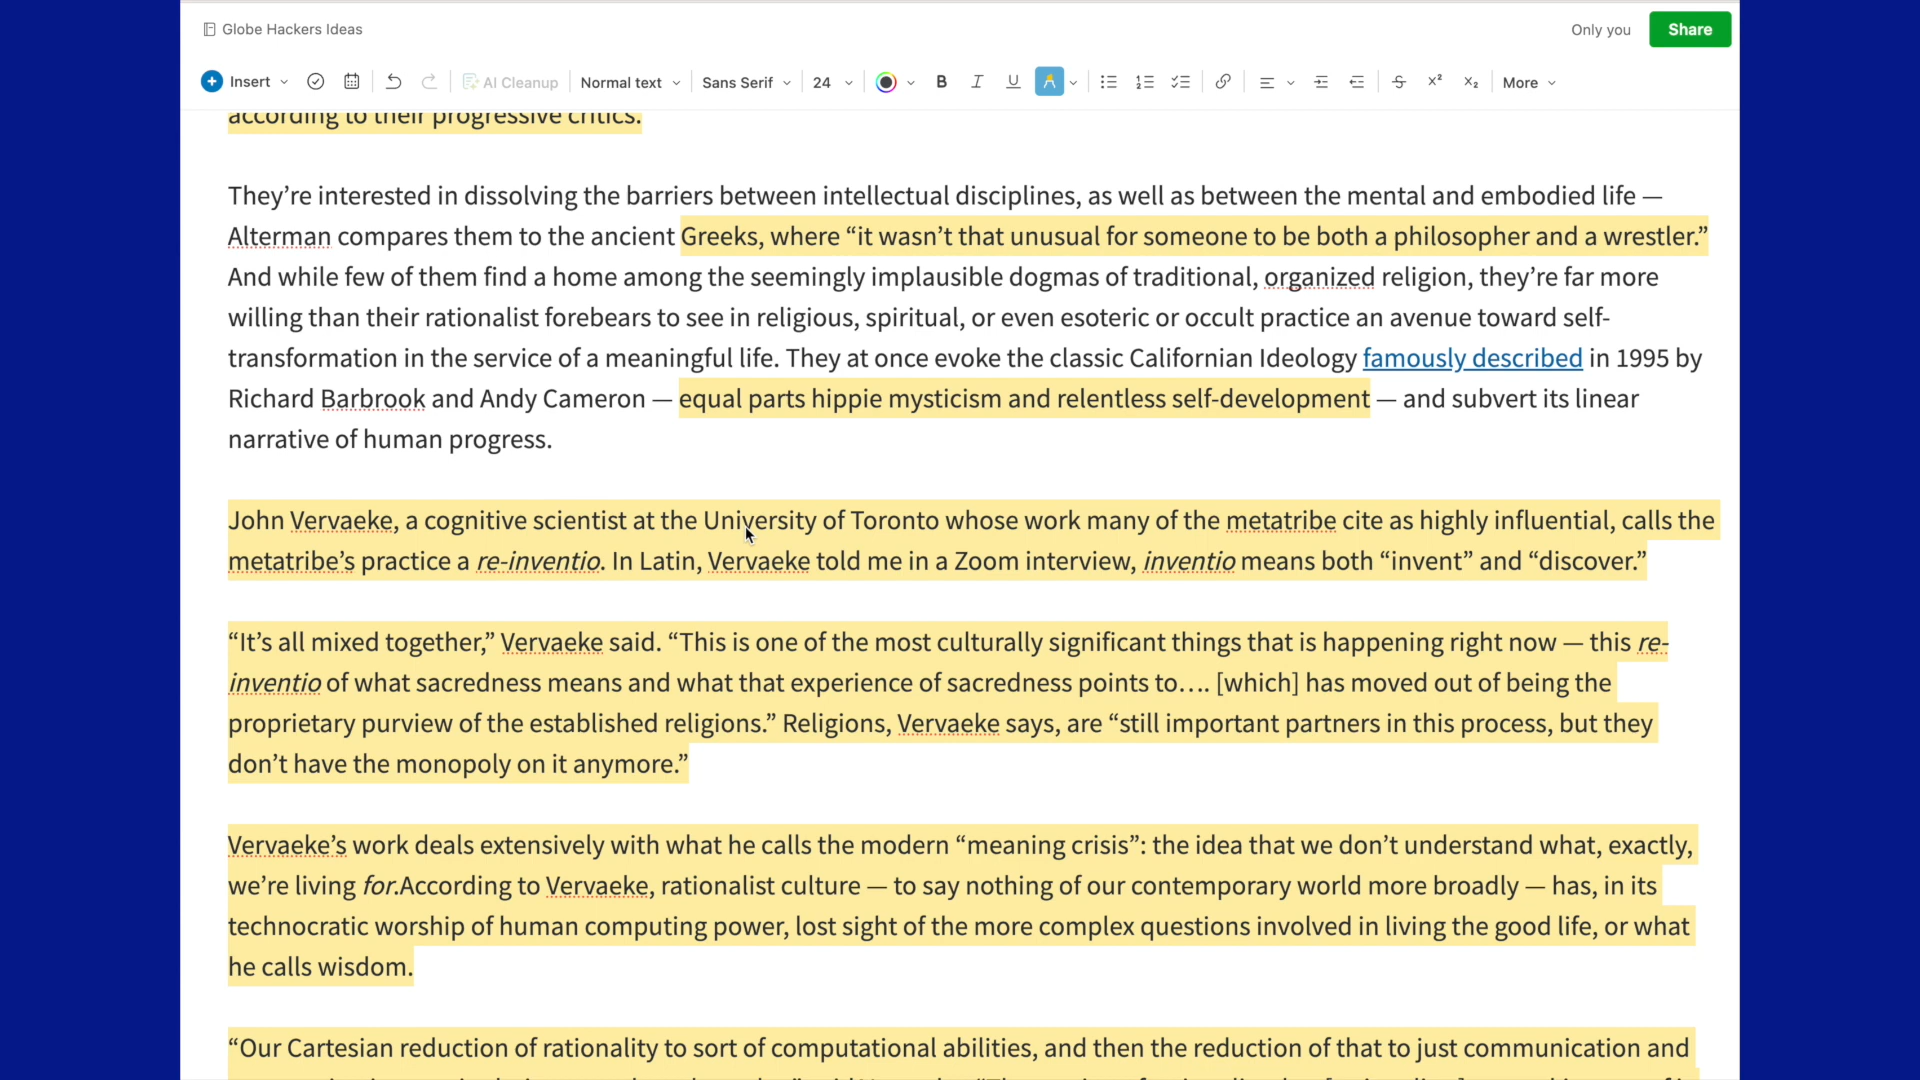 Globe Hackers Ideas
Only you
Share
Insert
AI Cleanup
Normal text
Sans Serif
24
B I U A
More
according to their progressive critics.
They’re interested in dissolving the barriers between intellectual disciplines, as well as between the mental and embodied life —
Alterman compares them to the ancient Greeks, where “it wasn’t that unusual for someone to be both a philosopher and a wrestler.”
And while few of them find a home among the seemingly implausible dogmas of traditional, organized religion, they’re far more
willing than their rationalist forebears to see in religious, spiritual, or even esoteric or occult practice an avenue toward self-
transformation in the service of a meaningful life. They at once evoke the classic Californian Ideology famously described in 1995 by
Richard Barbrook and Andy Cameron — equal parts hippie mysticism and relentless self-development — and subvert its linear
narrative of human progress.
John Vervaeke, a cognitive scientist at the University of Toronto whose work many of the metatribe cite as highly influential, calls the
metatribe’s practice a re-inventio. In Latin, Vervaeke told me in a Zoom interview, inventio means both “invent” and “discover.”
“It’s all mixed together,” Vervaeke said. “This is one of the most culturally significant things that is happening right now — this re-
inventio of what sacredness means and what that experience of sacredness points to…. [which] has moved out of being the
proprietary purview of the established religions.” Religions, Vervaeke says, are “still important partners in this process, but they
don’t have the monopoly on it anymore.”
Vervaeke’s work deals extensively with what he calls the modern “meaning crisis”: the idea that we don’t understand what, exactly,
we’re living for.According to Vervaeke, rationalist culture — to say nothing of our contemporary world more broadly — has, in its
technocratic worship of human computing power, lost sight of the more complex questions involved in living the good life, or what
he calls wisdom.
“Our Cartesian reduction of rationality to sort of computational abilities, and then the reduction of that to just communication and